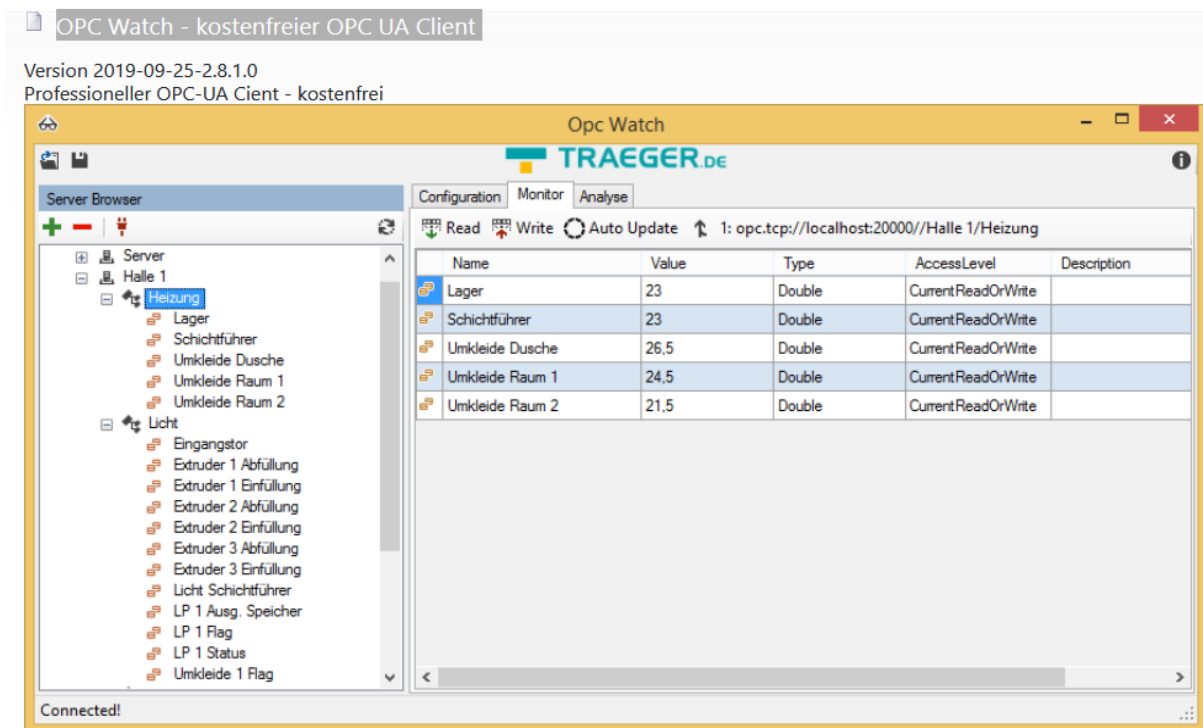 OPC Watch - kostenfreier OPC UA Client
Version 2019-09-25-2.8.1.0
Professioneller OPC-UA Cient - kostenfrei
Opc Watch
TRAEGER.DE
Server Browser
Server
Halle 1
Heizung
Lager
Schichtführer
Umkleide Dusche
Umkleide Raum 1
Umkleide Raum 2
Licht
Eingangstor
Extruder 1 Abfüllung
Extruder 1 Einfüllung
Extruder 2 Abfüllung
Extruder 2 Einfüllung
Extruder 3 Abfüllung
Extruder 3 Einfüllung
Licht Schichtführer
LP 1 Ausg. Speicher
LP 1 Flag
LP 1 Status
Umkleide 1 Flag
Configuration Monitor Analyse
Read Write Auto Update 1: opc.tcp://localhost:20000//Halle 1/Heizung
Name Value Type AccessLevel Description
Lager 23 Double CurrentReadOrWrite
Schichtführer 23 Double CurrentReadOrWrite
Umkleide Dusche 26,5 Double CurrentReadOrWrite
Umkleide Raum 1 24,5 Double CurrentReadOrWrite
Umkleide Raum 2 21,5 Double CurrentReadOrWrite
Connected!